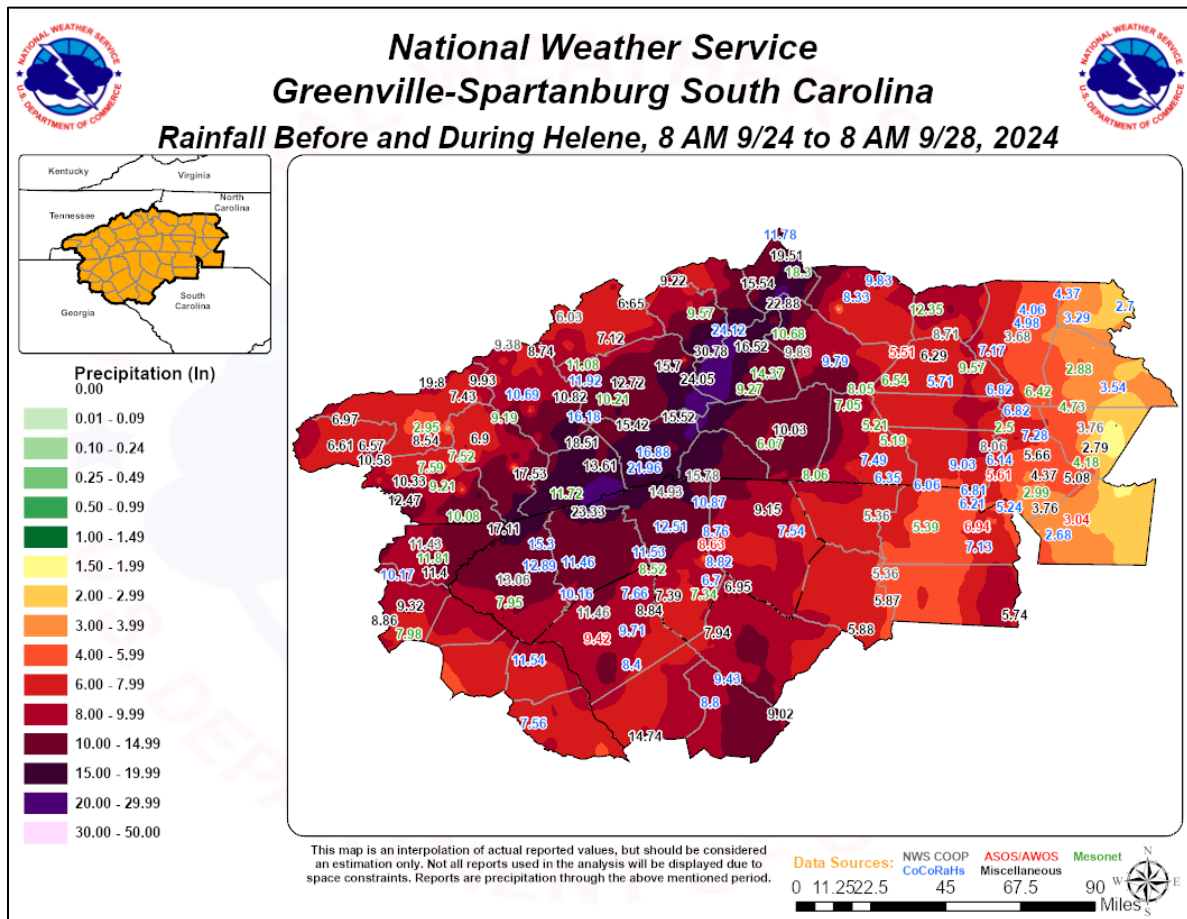 National Weather Service
Greenville-Spartanburg South Carolina
Rainfall Before and During Helene, 8 AM 9/24 to 8 AM 9/28, 2024
NATIONAL WEATHER SERVICE
U.S. DEPARTMENT OF COMMERCE
NATIONAL WEATHER SERVICE
U.S. DEPARTMENT OF COMMERCE
Kentucky
Virginia
Tennessee
North
Carolina
South
Carolina
Georgia
Precipitation (In)
0.00
0.01 - 0.09
0.10 - 0.24
0.25 - 0.49
0.50 - 0.99
1.00 - 1.49
1.50 - 1.99
2.00 - 2.99
3.00 - 3.99
4.00 - 5.99
6.00 - 7.99
8.00 - 9.99
10.00 - 14.99
15.00 - 19.99
20.00 - 29.99
30.00 - 50.00
11.78
19.51
18.3
9.22 15.54 9.83
4.37
6.65 22.88 8.33 12.35 4.06 2.7
6.03 9.57 4.98 3.29
7.12 24.12 10.68 8.71 3.68
9.38 8.74 30.78 16.52 9.83 5.51 6.29 7.17
11.08 15.7 9.79 9.57 2.88
19.8 9.93 11.92 12.72 24.05 14.37 6.54 5.71 3.54
7.43 10.69 10.82 10.21 9.27 8.05 6.82 6.42
6.97 9.19 16.18 15.42 15.52 7.05 6.82 4.73
2.95 10.03 5.21 2.5 3.76
6.61 6.57 8.54 6.9 18.51 6.07 5.19 7.28 2.79
10.58 7.52 16.88 8.06 5.66
7.59 13.61 21.96 7.49 9.03 6.14 4.18
10.33 9.21 17.53 15.78 8.06 6.35 5.61 4.37 5.08
12.47 11.72 14.93 6.06 6.81 2.99
10.08 23.33 10.87 9.15 6.21 5.24 3.76
17.11 12.51 8.76 7.54 5.36 5.39 6.94 3.04
11.43 15.3 8.63 7.13 2.68
11.81 11.46 11.53 8.82
10.17 11.4 12.89 8.52 5.36
13.06 6.7
9.32 7.95 10.16 7.66 7.39 7.34 6.95 5.87
8.86 11.46 8.84 5.74
7.98 9.42 9.71 7.94 5.88
11.54 8.4
9.43
8.8
7.56 9.02
14.74
This map is an interpolation of actual reported values, but should be considered
an estimation only. Not all reports used in the analysis will be displayed due to
space constraints. Reports are precipitation through the above mentioned period.
Data Sources: NWS COOP ASOS/AWOS Mesonet
CoCoRaHs Miscellaneous
0 11.25 22.5 45 67.5 90
Miles
N
W E
S